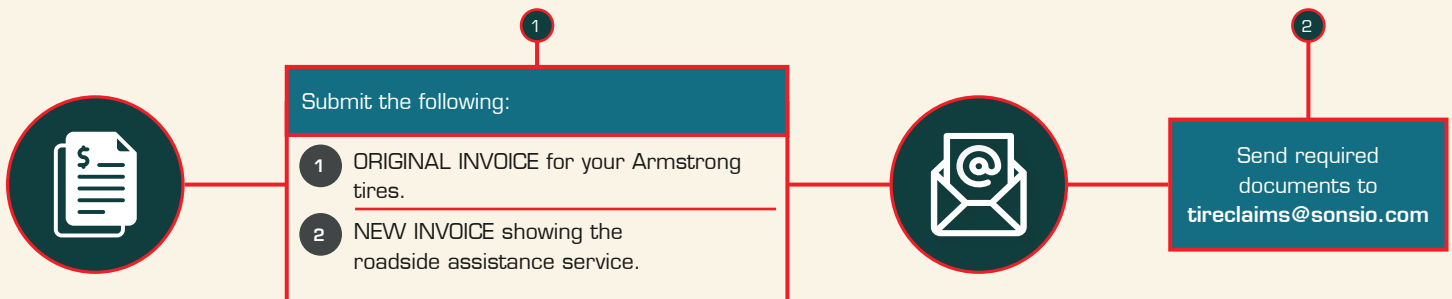 1
2
Submit the following:
1 ORIGINAL INVOICE for your Armstrong
tires.
2 NEW INVOICE showing the
roadside assistance service.
$
@
Send required
documents to
tireclaims@sonsio.com